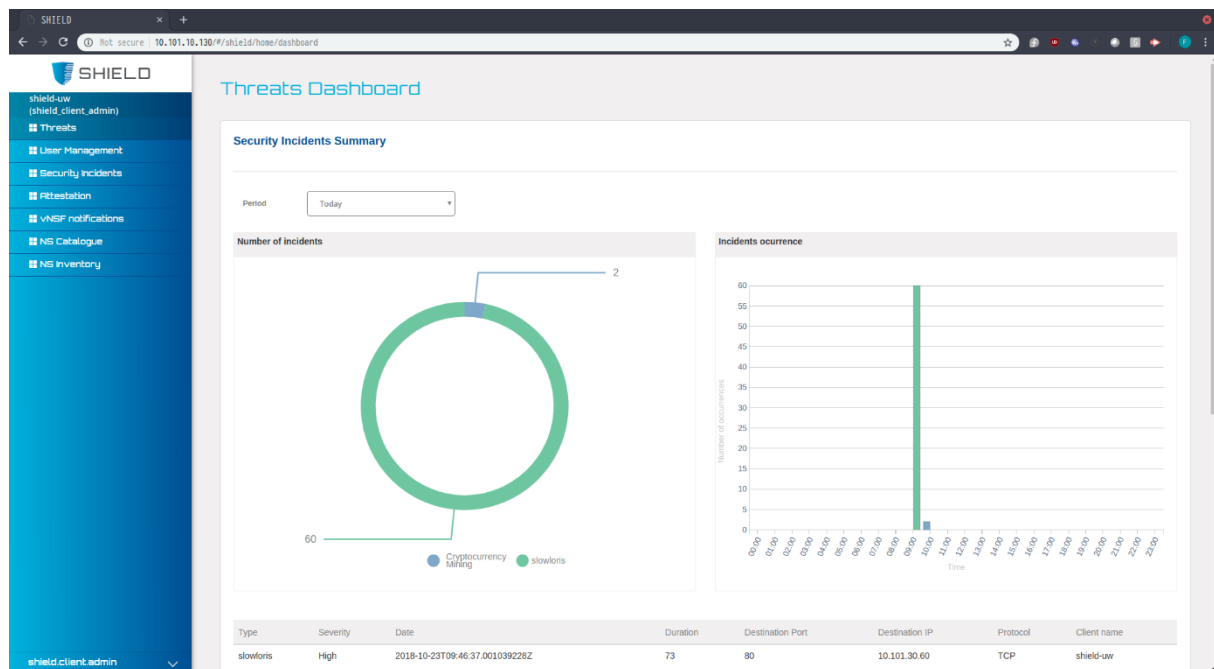 SHIELD
Not secure | 10.101.10.130/#/shield/home/dashboard
SHIELD
shield-uw
(shield_client_admin)
Threats
User Management
Security Incidents
Attestation
vNSF notifications
NS Catalogue
NS Inventory
shield.client.admin
Threats Dashboard
Security Incidents Summary
Period
Today
Number of incidents
2
60
Cryptocurrency
Mining
slowloris
Incidents ocurrence
60
55
50
45
40
35
30
25
20
15
10
5
0
Number of occurrences
00:00 01:00 02:00 03:00 04:00 05:00 06:00 07:00 08:00 09:00 10:00 11:00 12:00 13:00 14:00 15:00 16:00 17:00 18:00 19:00 20:00 21:00 22:00 23:00
Time
Type Severity Date Duration Destination Port Destination IP Protocol Client name
slowloris High 2018-10-23T09:46:37.001039228Z 73 80 10.101.30.60 TCP shield-uw